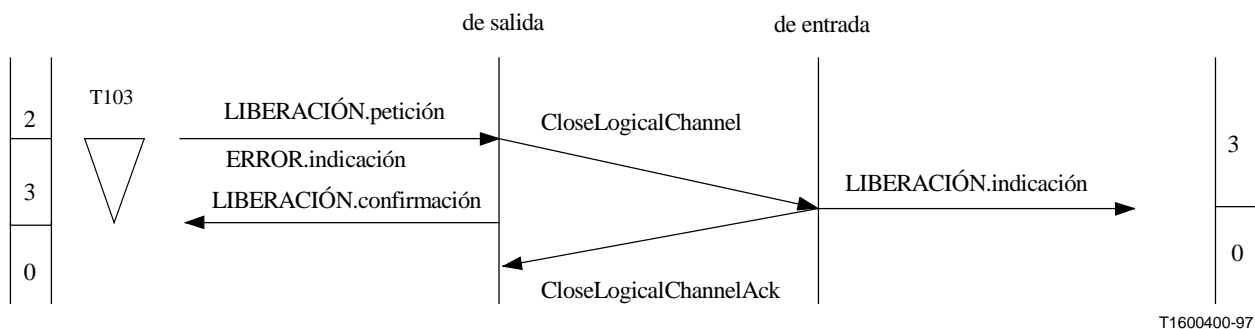 de salida
de entrada
T103
LIBERACIÓN.petición
2
CloseLogicalChannel
3
ERROR.indicación
LIBERACIÓN.indicación
3
LIBERACIÓN.confirmación
0
0
CloseLogicalChannelAck
T1600400-97